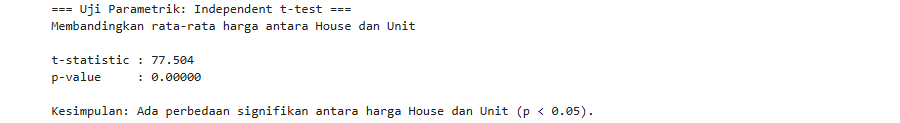 === Uji Parametrik: Independent t-test ===
Membandingkan rata-rata harga antara House dan Unit
t-statistic : 77.504
p-value     : 0.00000
Kesimpulan: Ada perbedaan signifikan antara harga House dan Unit (p < 0.05).